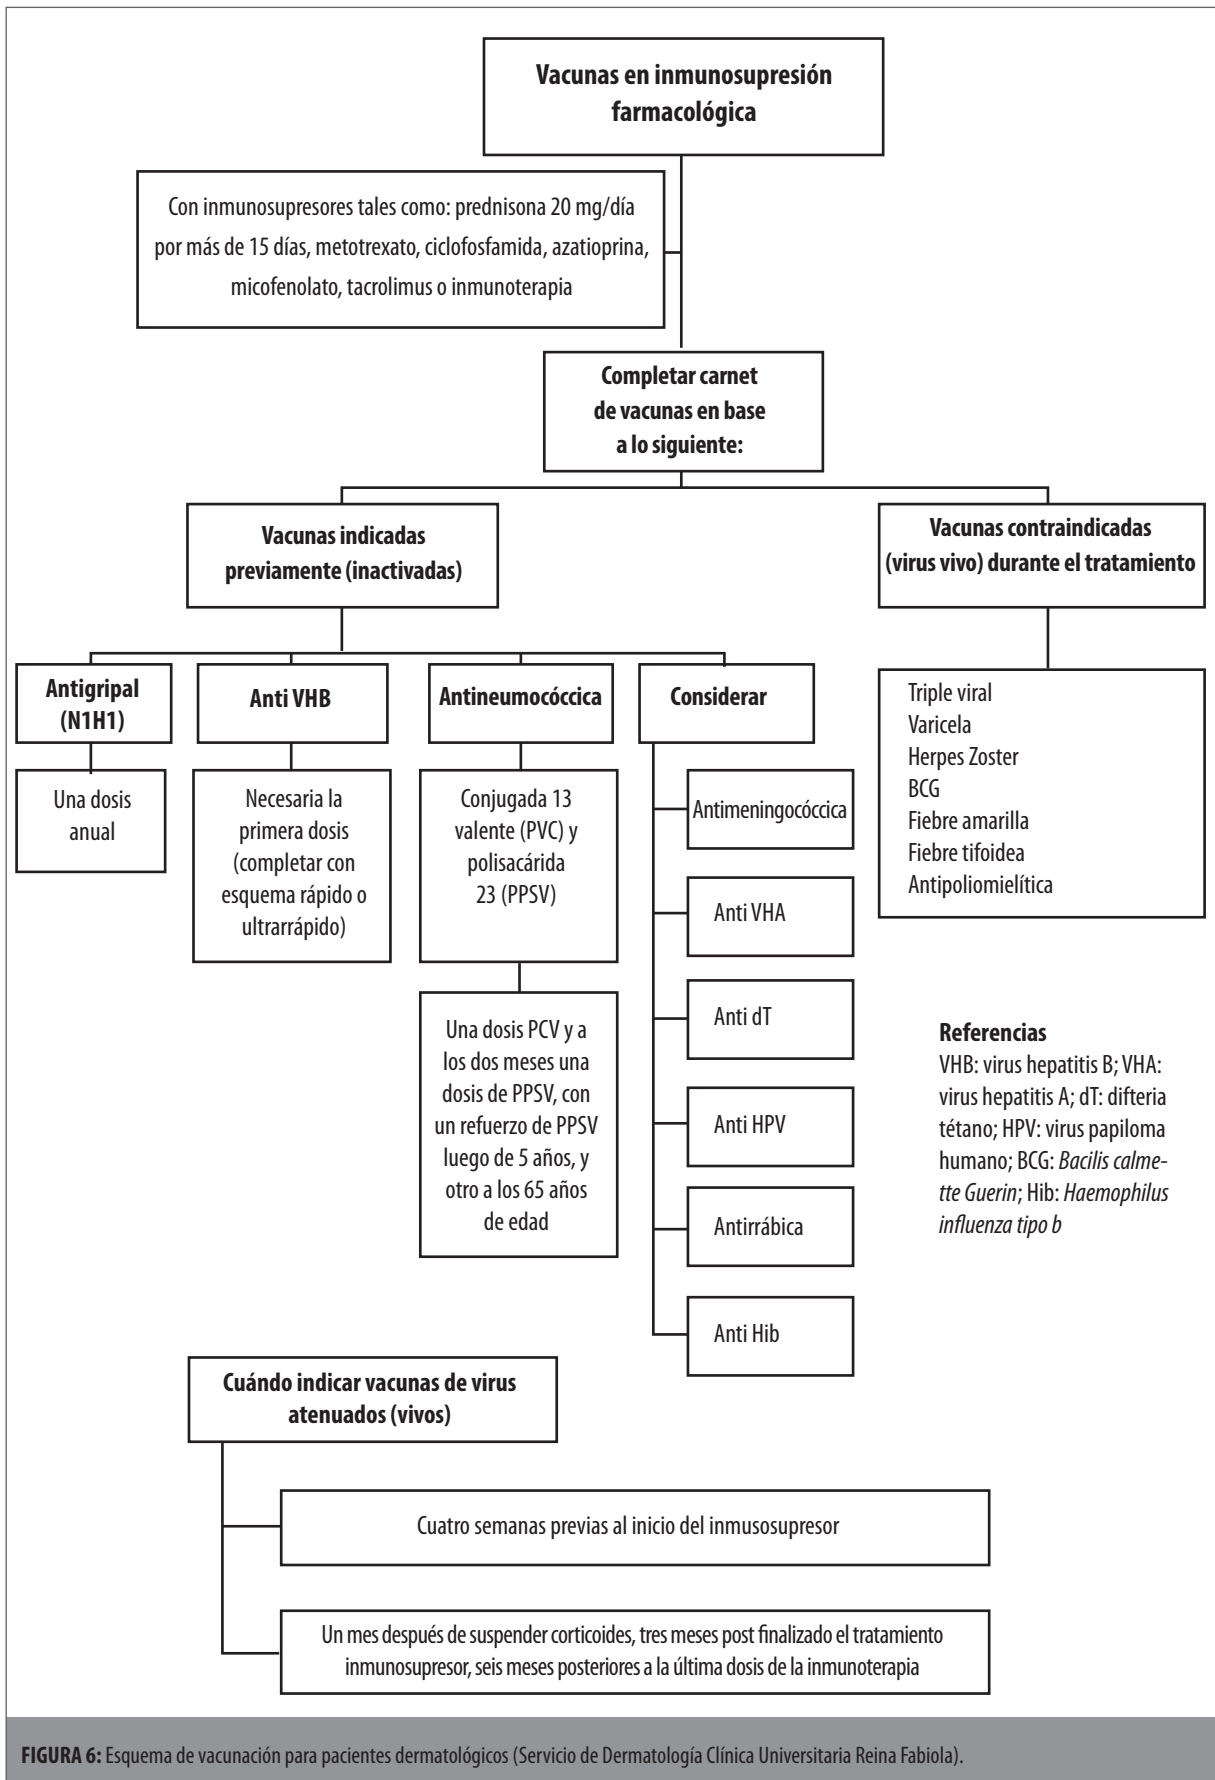 Vacunas en inmunosupresión
farmacológica
Con inmunosupresores tales como: prednisona 20 mg/día
por más de 15 días, metotrexato, ciclofosfamida, azatioprina,
micofenolato, tacrolimus o inmunoterapia
Completar carnet
de vacunas en base
a lo siguiente:
Vacunas indicadas
previamente (inactivadas)
Vacunas contraindicadas
(virus vivo) durante el tratamiento
Antigripal
(N1H1)
Anti VHB
Antineumocóccica
Considerar
Una dosis
anual
Necesaria la
primera dosis
(completar con
esquema rápido o
ultrarrápido)
Conjugada 13
valente (PVC) y
polisacárida
23 (PPSV)
Una dosis PCV y a
los dos meses una
dosis de PPSV, con
un refuerzo de PPSV
luego de 5 años, y
otro a los 65 años
de edad
Antimeningocóccica
Anti VHA
Anti dT
Anti HPV
Antirrábica
Anti Hib
Triple viral
Varicela
Herpes Zoster
BCG
Fiebre amarilla
Fiebre tifoidea
Antipoliomielítica
Referencias
VHB: virus hepatitis B; VHA:
virus hepatitis A; dT: difteria
tétano; HPV: virus papiloma
humano; BCG: Bacilis calme-
tte Guerin; Hib: Haemophilus
influenza tipo b
Cuándo indicar vacunas de virus
atenuados (vivos)
Cuatro semanas previas al inicio del inmusosupresor
Un mes después de suspender corticoides, tres meses post finalizado el tratamiento
inmunosupresor, seis meses posteriores a la última dosis de la inmunoterapia
FIGURA 6: Esquema de vacunación para pacientes dermatológicos (Servicio de Dermatología Clínica Universitaria Reina Fabiola).